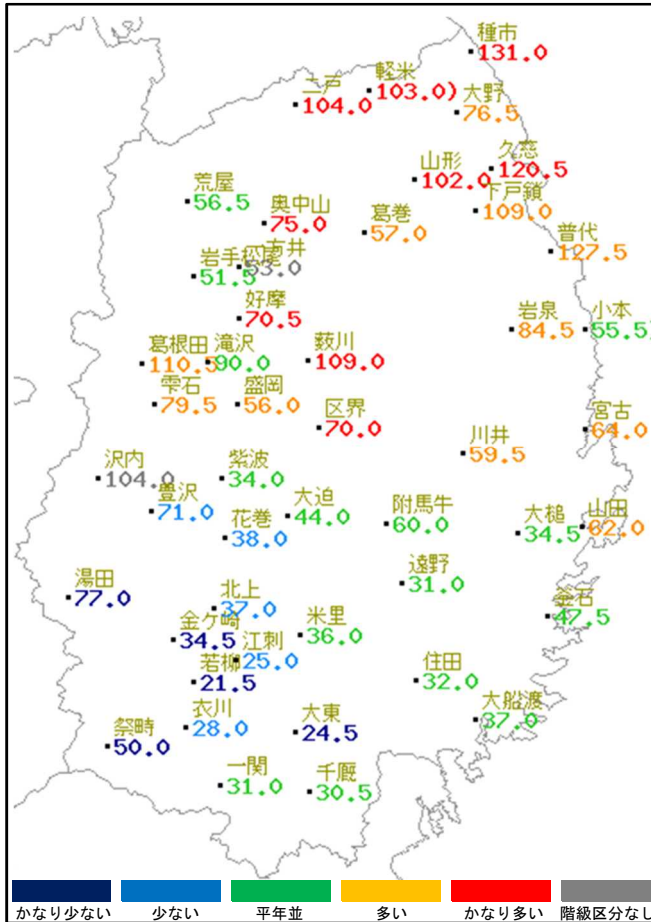 種市
131.0
軽米
103.0)
二戸
104.0
大野
76.5
久慈
120.5
山形
102.0
荒屋
56.5
下戸鎖
109.0
奥中山
75.0
葛巻
57.0
普代
127.5
岩手松尾
51.5
53.0
好摩
70.5
岩泉
84.5
小本
55.5)
葛根田
110.5
滝沢
90.0
薮川
109.0
雫石
79.5
盛岡
56.0
区界
70.0
宮古
64.0
川井
59.5
沢内
104.0
紫波
34.0
豊沢
71.0
大迫
44.0
附馬牛
60.0
花巻
38.0
大槌
34.5
山田
62.0
湯田
77.0
遠野
31.0
北上
37.0
釜石
47.5
金ケ崎
34.5
米里
36.0
江刺
25.0
若柳
21.5
住田
32.0
大船渡
37.0
衣川
28.0
大東
24.5
祭畤
50.0
一関
31.0
千厩
30.5
かなり少ない 少ない 平年並 多い かなり多い 階級区分なし